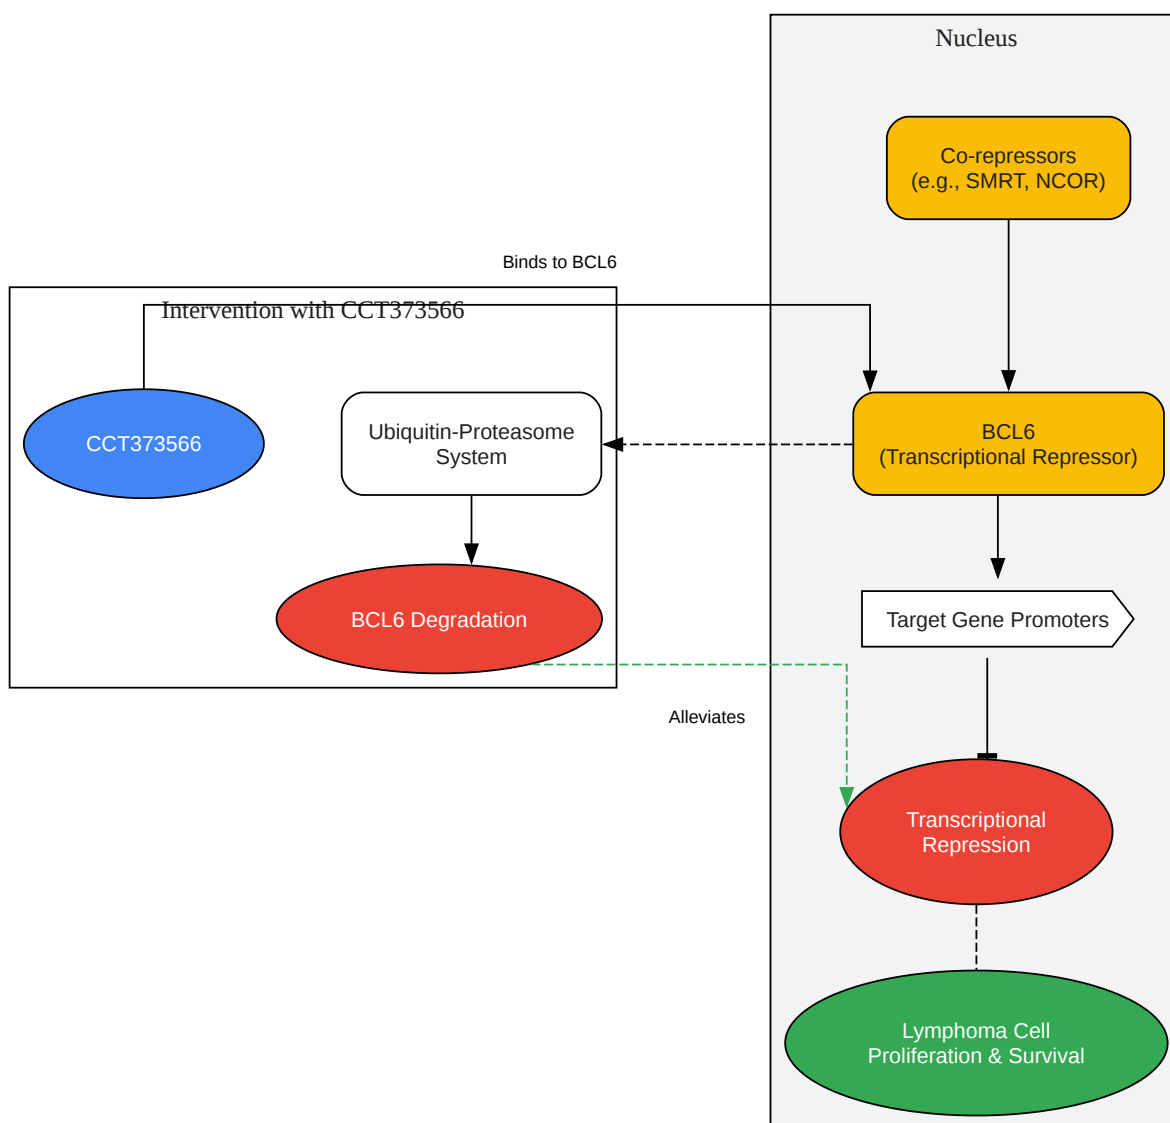 Nucleus
Co-repressors
(e.g., SMRT, NCOR)
Binds to BCL6
Intervention with CCT373566
CCT373566
Ubiquitin-Proteasome
System
BCL6
(Transcriptional Repressor)
BCL6 Degradation
Target Gene Promoters
Alleviates
Transcriptional
Repression
Lymphoma Cell
Proliferation & Survival